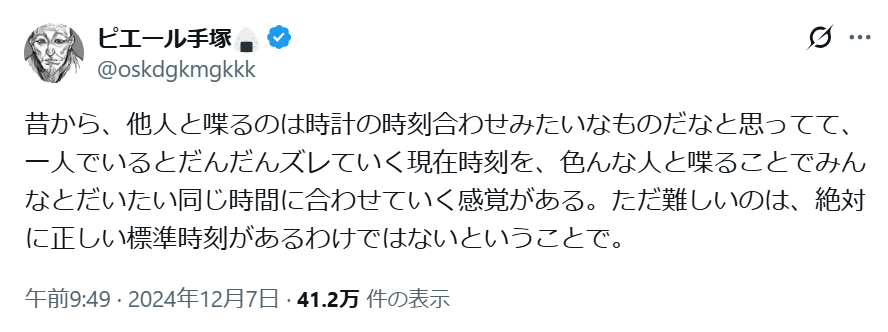 ピエール手塚🍙
@oskdgkmgkkk
昔から、他人と喋るのは時計の時刻合わせみたいなものだなと思ってて、
一人でいるとだんだんズレていく現在時刻を、色んな人と喋ることでみん
なとだいたい同じ時間に合わせていく感覚がある。ただ難しいのは、絶対
に正しい標準時刻があるわけではないということで。
午前9:49 · 2024年12月7日 · 41.2万 件の表示